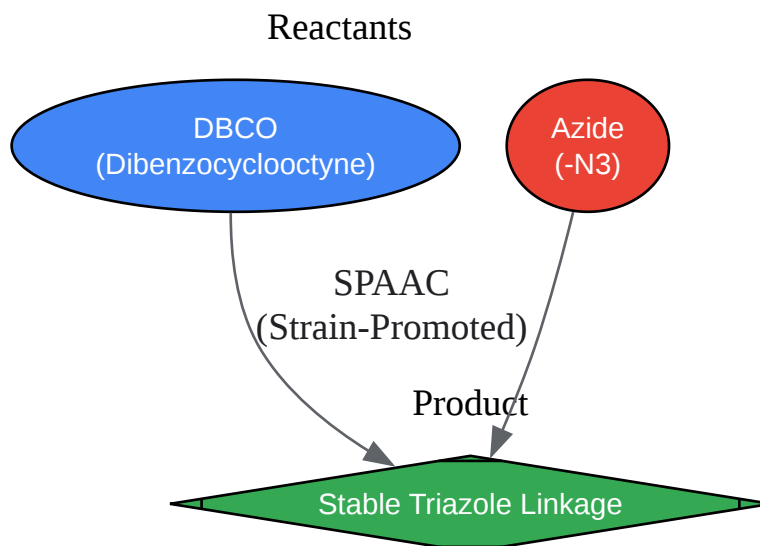 Reactants
DBCO
(Dibenzocyclooctyne)
Azide
(-N3)
SPAAC
(Strain-Promoted)
Product
Stable Triazole Linkage